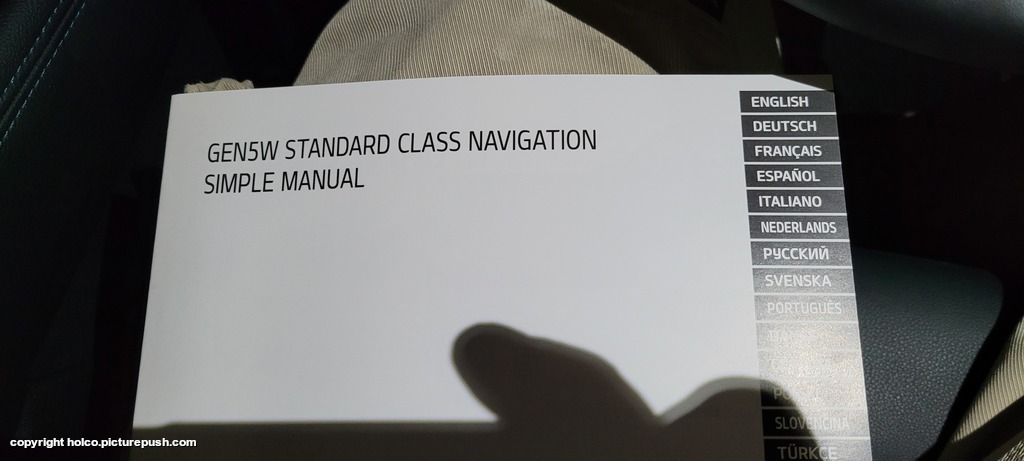 GEN5W STANDARD CLASS NAVIGATION
SIMPLE MANUAL
ENGLISH
DEUTSCH
FRANÇAIS
ESPAÑOL
ITALIANO
NEDERLANDS
РУССКИЙ
SVENSKA
PORTUGUÊS
SLOVENČINA
TÜRKÇE
copyright holco.picturepush.com